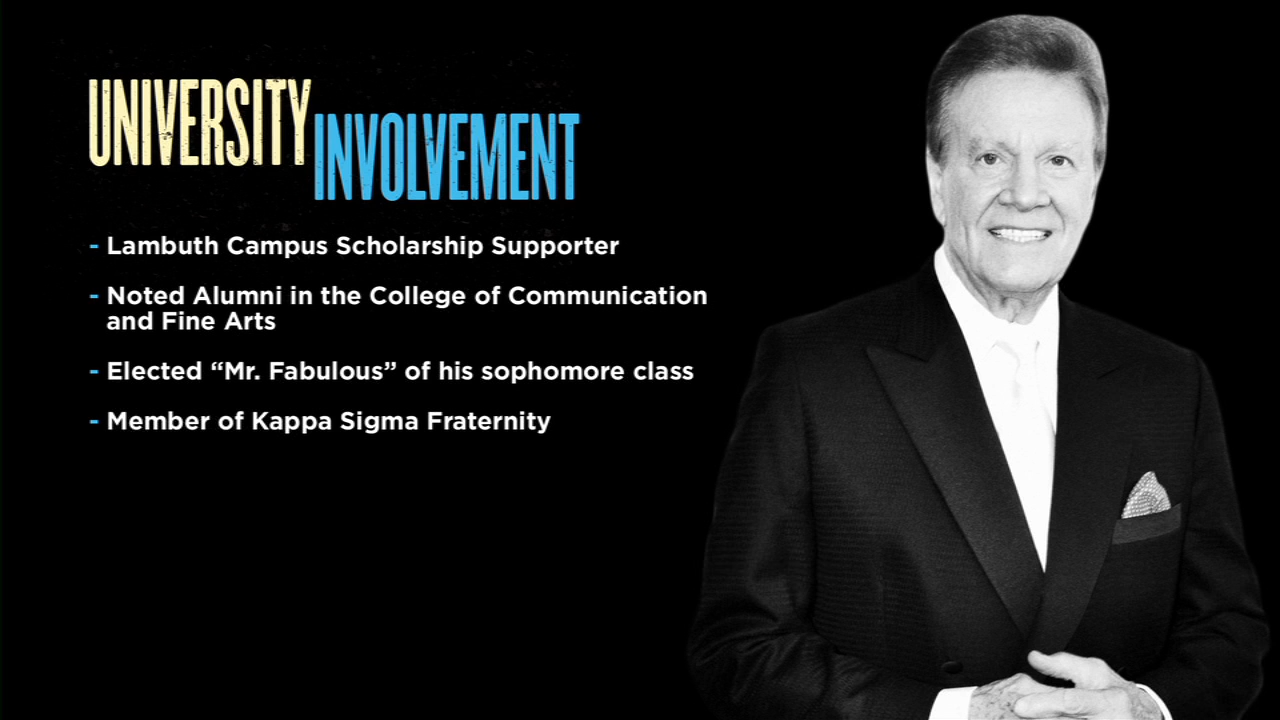 UNIVERSITY
INVOLVEMENT
- Lambuth Campus Scholarship Supporter
- Noted Alumni in the College of Communication
and Fine Arts
- Elected “Mr. Fabulous” of his sophomore class
- Member of Kappa Sigma Fraternity